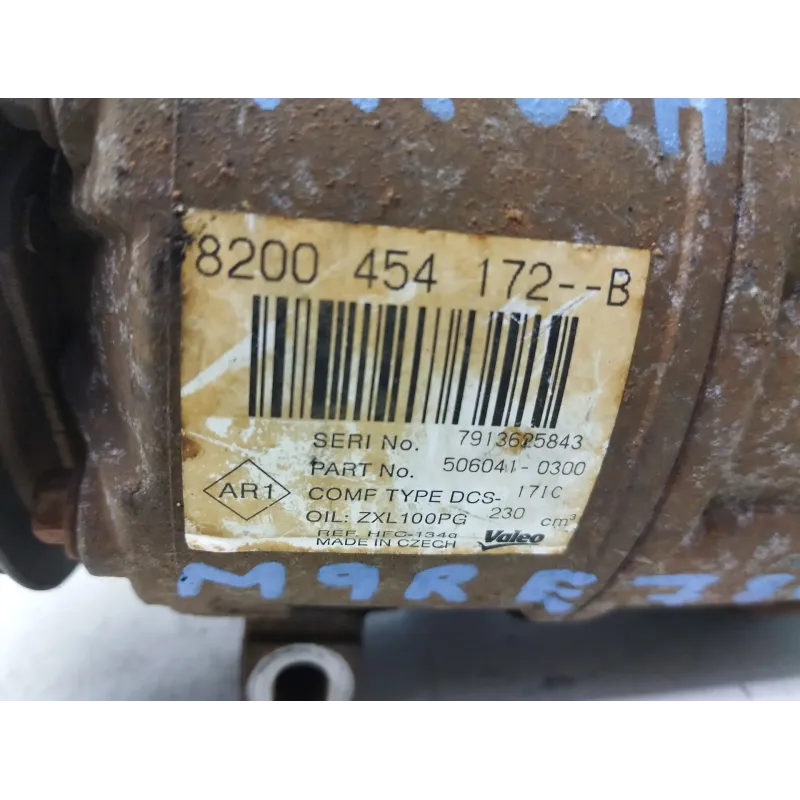 8200 454 172--B
SERI No. 7913625843
PART No. 506041-0300
AR1
COMF TYPE DCS-171C
OIL: ZXL100PG 230 cm³
REF. HFC-134a
MADE IN CZECH Valeo
M9R E